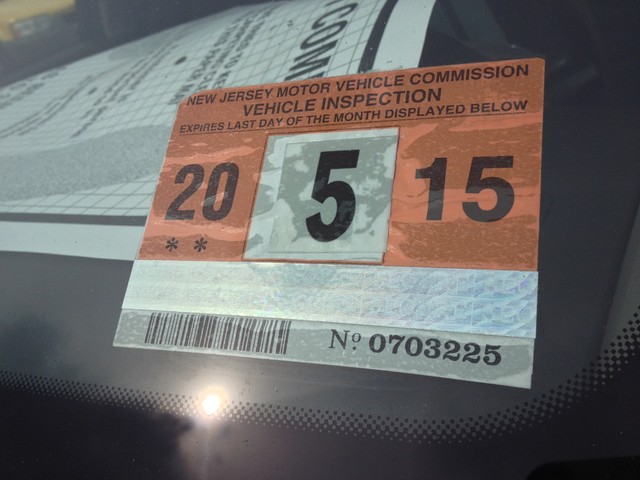 COM
NEW JERSEY MOTOR VEHICLE COMMISSION
VEHICLE INSPECTION
EXPIRES LAST DAY OF THE MONTH DISPLAYED BELOW
20 5 15
**
No. 0703225